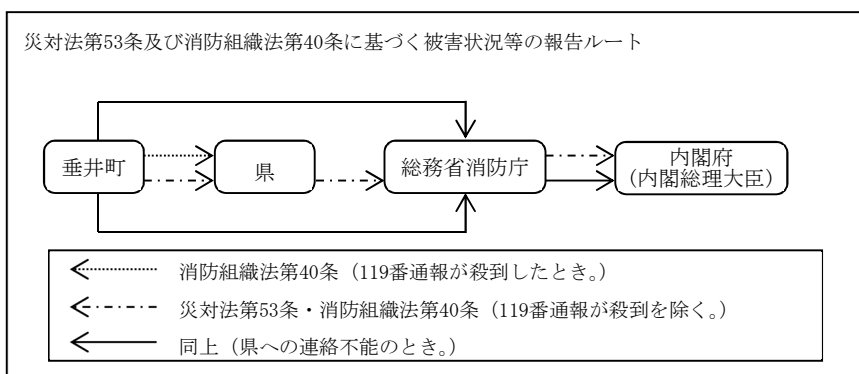 災対法第53条及び消防組織法第40条に基づく被害状況等の報告ルート
垂井町
県
総務省消防庁
内閣府
（内閣総理大臣）
消防組織法第40条（119番通報が殺到したとき。）
災対法第53条・消防組織法第40条（119番通報が殺到を除く。）
同上（県への連絡不能のとき。）